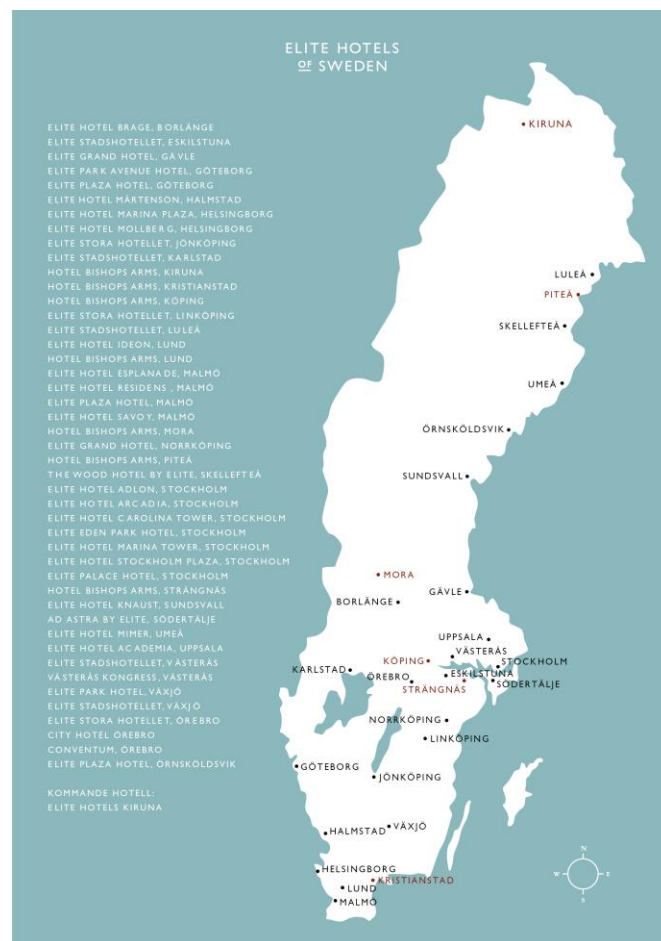 ELITE HOTELS
OF SWEDEN
ELITE HOTEL BRAGE, BORLÄNGE
ELITE STADSHOTELLET, ESKILSTUNA
ELITE GRAND HOTEL, GÄVLE
ELITE PARK AVENUE HOTEL, GÖTEBORG
ELITE PLAZA HOTEL, GÖTEBORG
ELITE HOTEL MÅRTENSON, HALMSTAD
ELITE HOTEL MARINA PLAZA, HELSINGBORG
ELITE HOTEL MOLLBERG, HELSINGBORG
ELITE STORA HOTELLET, JÖNKÖPING
ELITE STADSHOTELLET, KARLSTAD
HOTEL BISHOPS ARMS, KIRUNA
HOTEL BISHOPS ARMS, KRISTIANSTAD
HOTEL BISHOPS ARMS, KÖPING
ELITE STORA HOTELLET, LINKÖPING
ELITE STADSHOTELLET, LULEÅ
ELITE HOTEL IDEON, LUND
HOTEL BISHOPS ARMS, LUND
ELITE HOTEL ESPLANADE, MALMÖ
ELITE HOTEL RESIDENS , MALMÖ
ELITE PLAZA HOTEL, MALMÖ
ELITE HOTEL SAVOY, MALMÖ
HOTEL BISHOPS ARMS, MORA
ELITE GRAND HOTEL, NORRKÖPING
HOTEL BISHOPS ARMS, PITEÅ
THE WOOD HOTEL BY ELITE, SKELLEFTEÅ
ELITE HOTEL ADLON, STOCKHOLM
ELITE HOTEL ARCADIA, STOCKHOLM
ELITE HOTEL CAROLINA TOWER, STOCKHOLM
ELITE EDEN PARK HOTEL, STOCKHOLM
ELITE HOTEL MARINA TOWER, STOCKHOLM
ELITE HOTEL STOCKHOLM PLAZA, STOCKHOLM
ELITE PALACE HOTEL, STOCKHOLM
HOTEL BISHOPS ARMS, STRÄNGNÄS
ELITE HOTEL KNAUST, SUNDSVALL
AD ASTRA BY ELITE, SÖDERTÄLJE
ELITE HOTEL MIMER, UMEÅ
ELITE HOTEL ACADEMIA, UPPSALA
ELITE STADSHOTELLET, VÄSTERÅS
VÄSTERÅS KONGRESS, VÄSTERÅS
ELITE PARK HOTEL, VÄXJÖ
ELITE STADSHOTELLET, VÄXJÖ
ELITE STORA HOTELLET, ÖREBRO
CITY HOTEL ÖREBRO
CONVENTUM, ÖREBRO
ELITE PLAZA HOTEL, ÖRNSKÖLDSVIK
KOMMANDE HOTELL:
ELITE HOTELS KIRUNA
KIRUNA
LULEÅ
PITEÅ
SKELLEFTEÅ
UMEÅ
ÖRNSKÖLDSVIK
SUNDSVALL
MORA
GÄVLE
BORLÄNGE
UPPSALA
VÄSTERÅS
KÖPING
STOCKHOLM
KARLSTAD
ESKILSTUNA
ÖREBRO
SÖDERTÄLJE
STRÄNGNÄS
NORRKÖPING
LINKÖPING
GÖTEBORG
JÖNKÖPING
VÄXJÖ
HALMSTAD
HELSINGBORG
KRISTIANSTAD
LUND
MALMÖ
N
W
E
S